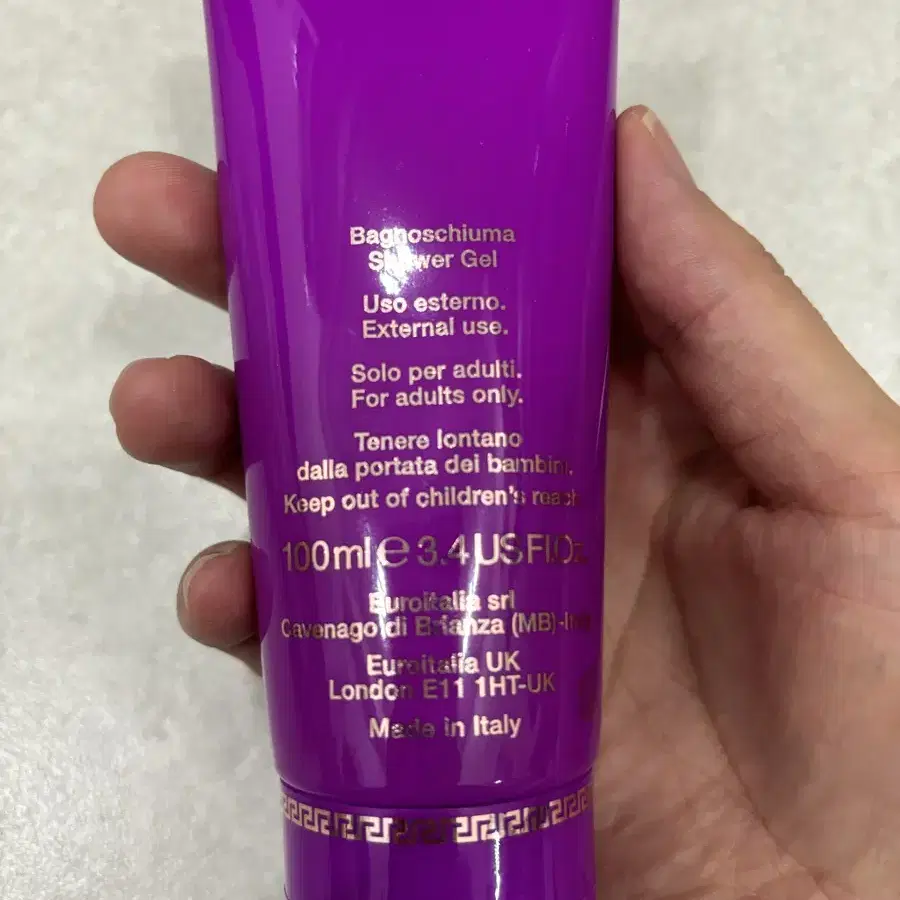 Bagnoschiuma
Shower Gel
Uso esterno.
External use.
Solo per adulti.
For adults only.
Tenere lontano
dalla portata dei bambini.
Keep out of children's reach
100ml e 3.4 US Fl.Oz.
Euroitalia srl
Cavenago di Brianza (MB)-
Euroitalia UK
London E11 1HT-UK
Made in Italy